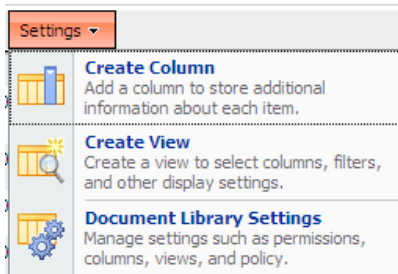 Settings
Create Column
Add a column to store additional
information about each item.
Create View
Create a view to select columns, filters,
and other display settings.
Document Library Settings
Manage settings such as permissions,
columns, views, and policy.